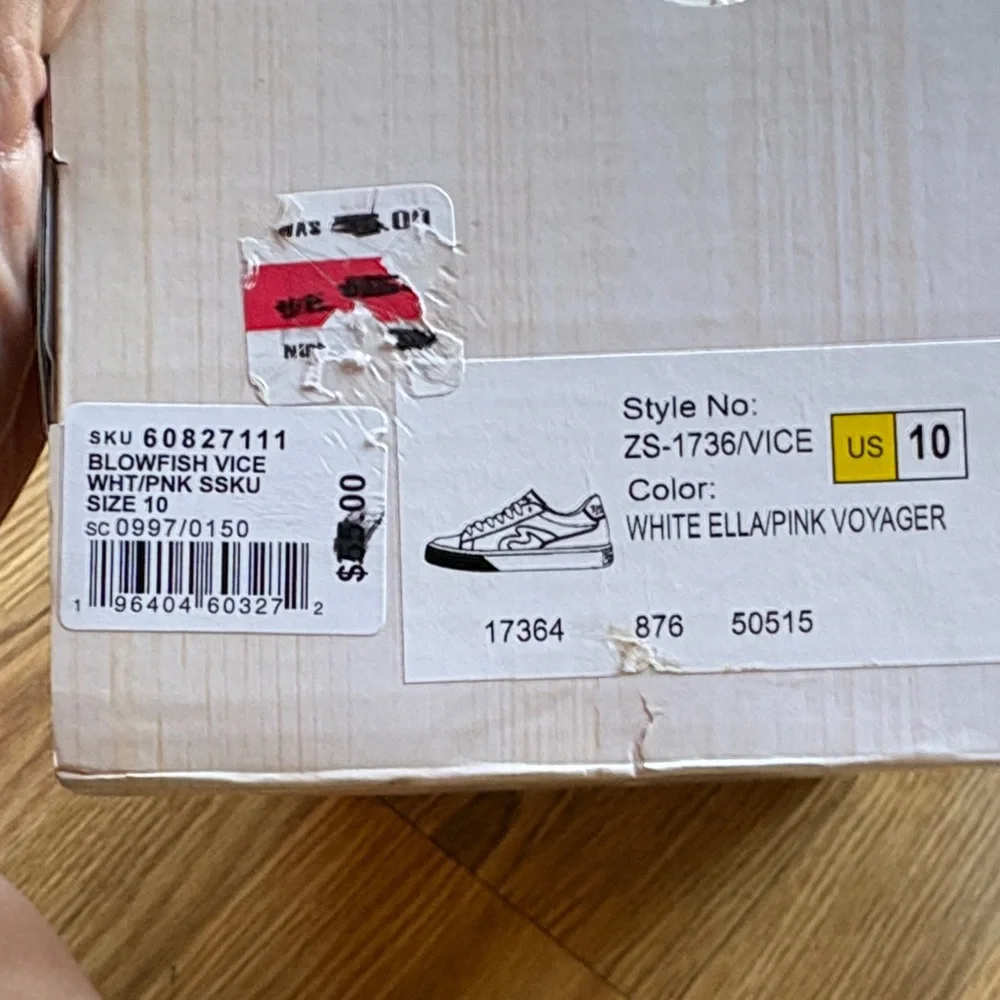 WAS
SKU 60827111
BLOWFISH VICE
WHT/PNK SSKU
SIZE 10
SC 0997/0150
1 96404 60327 2
Style No:
ZS-1736/VICE
US 10
Color:
WHITE ELLA/PINK VOYAGER
17364 876 50515